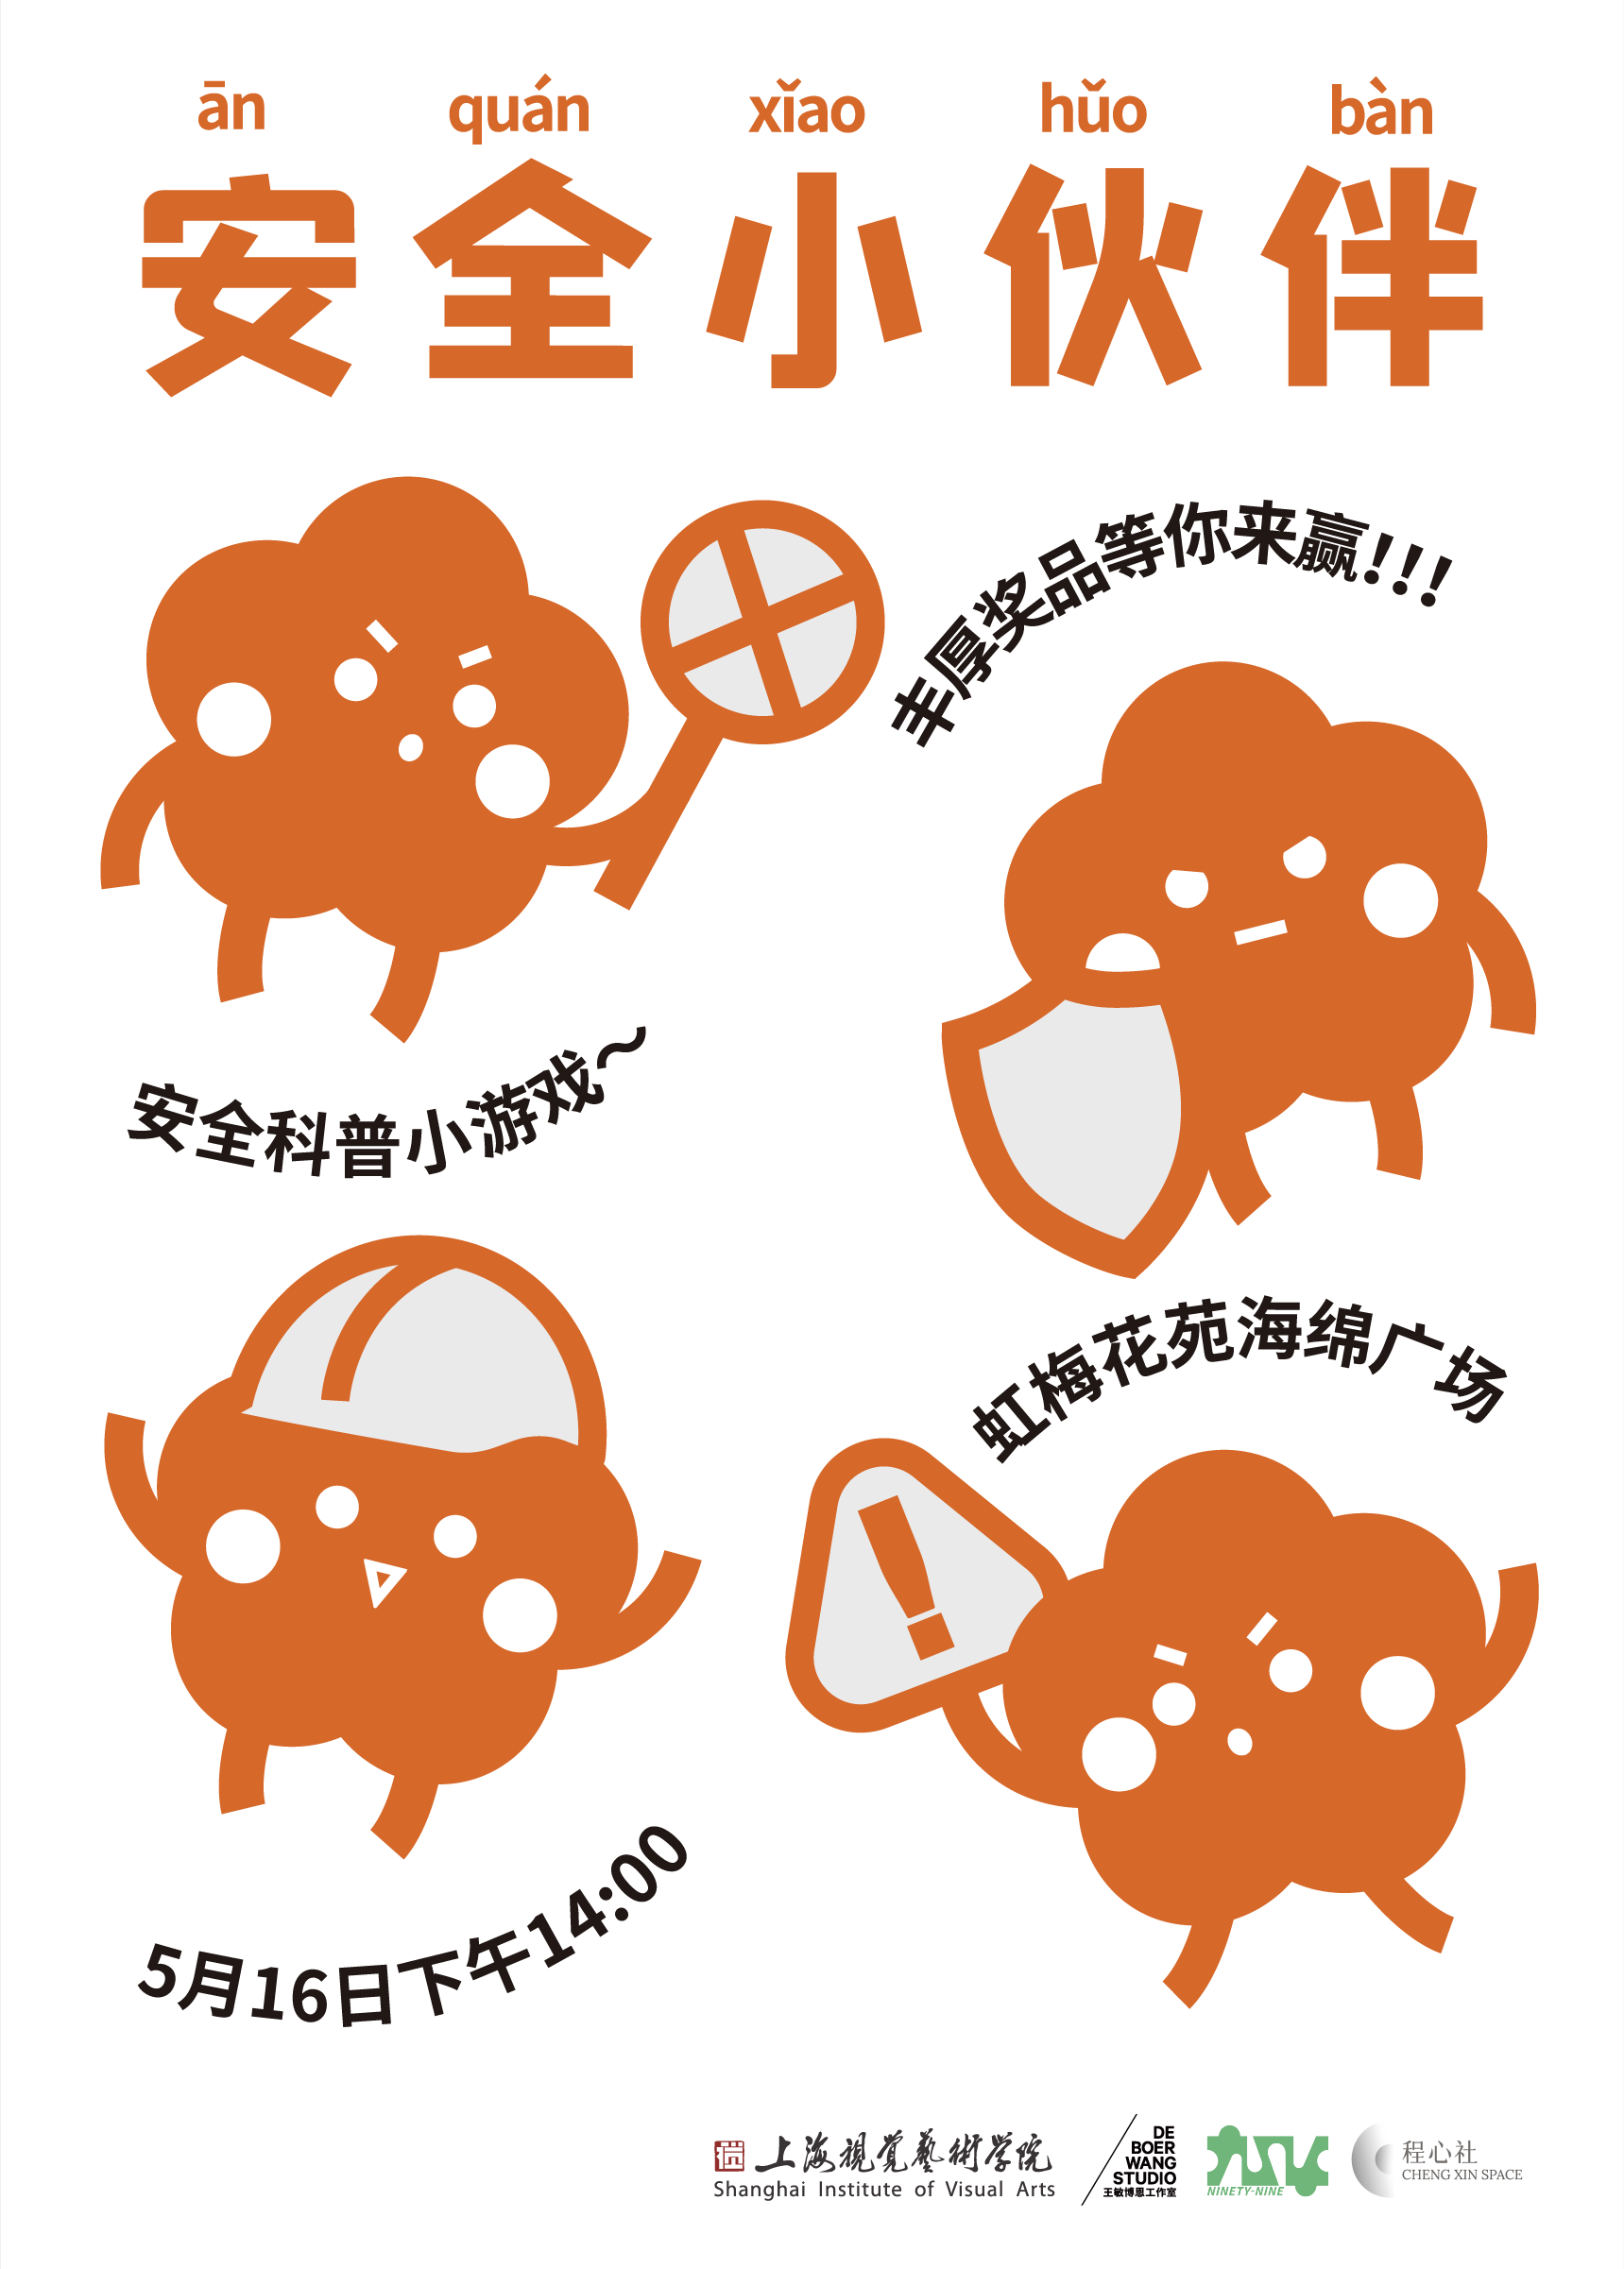 ān quán xiǎo hǔo bàn
安全小伙伴
丰厚奖品等你来赢!!!
安全科普小游戏～
虹梅花苑海绵广场
5月16日下午14:00
上海視覺藝術学院
Shanghai Institute of Visual Arts
DE
BOER
WANG
STUDIO
王敏博恩工作室
NINETY-NINE
程心社
CHENG XIN SPACE